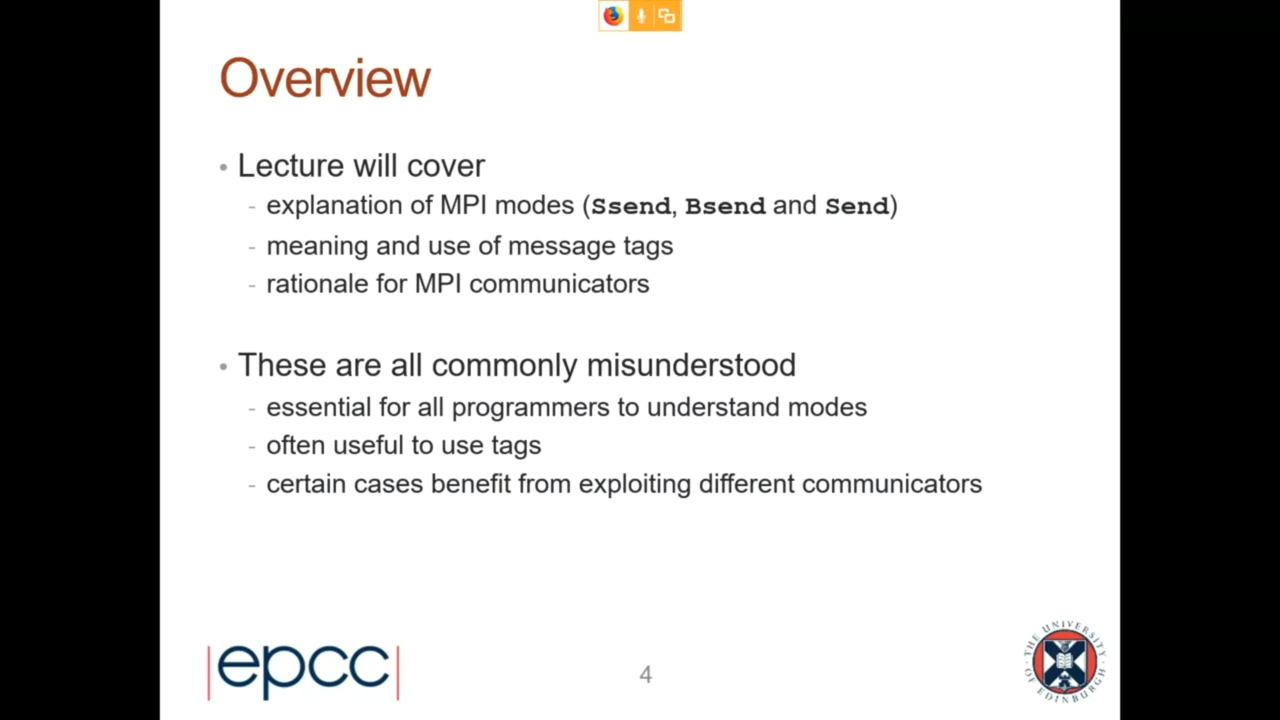 Overview
• Lecture will cover
- explanation of MPI modes (Ssend, Bsend and Send)
- meaning and use of message tags
- rationale for MPI communicators
• These are all commonly misunderstood
- essential for all programmers to understand modes
- often useful to use tags
- certain cases benefit from exploiting different communicators
|epcc|
4
THE UNIVERSITY OF EDINBURGH